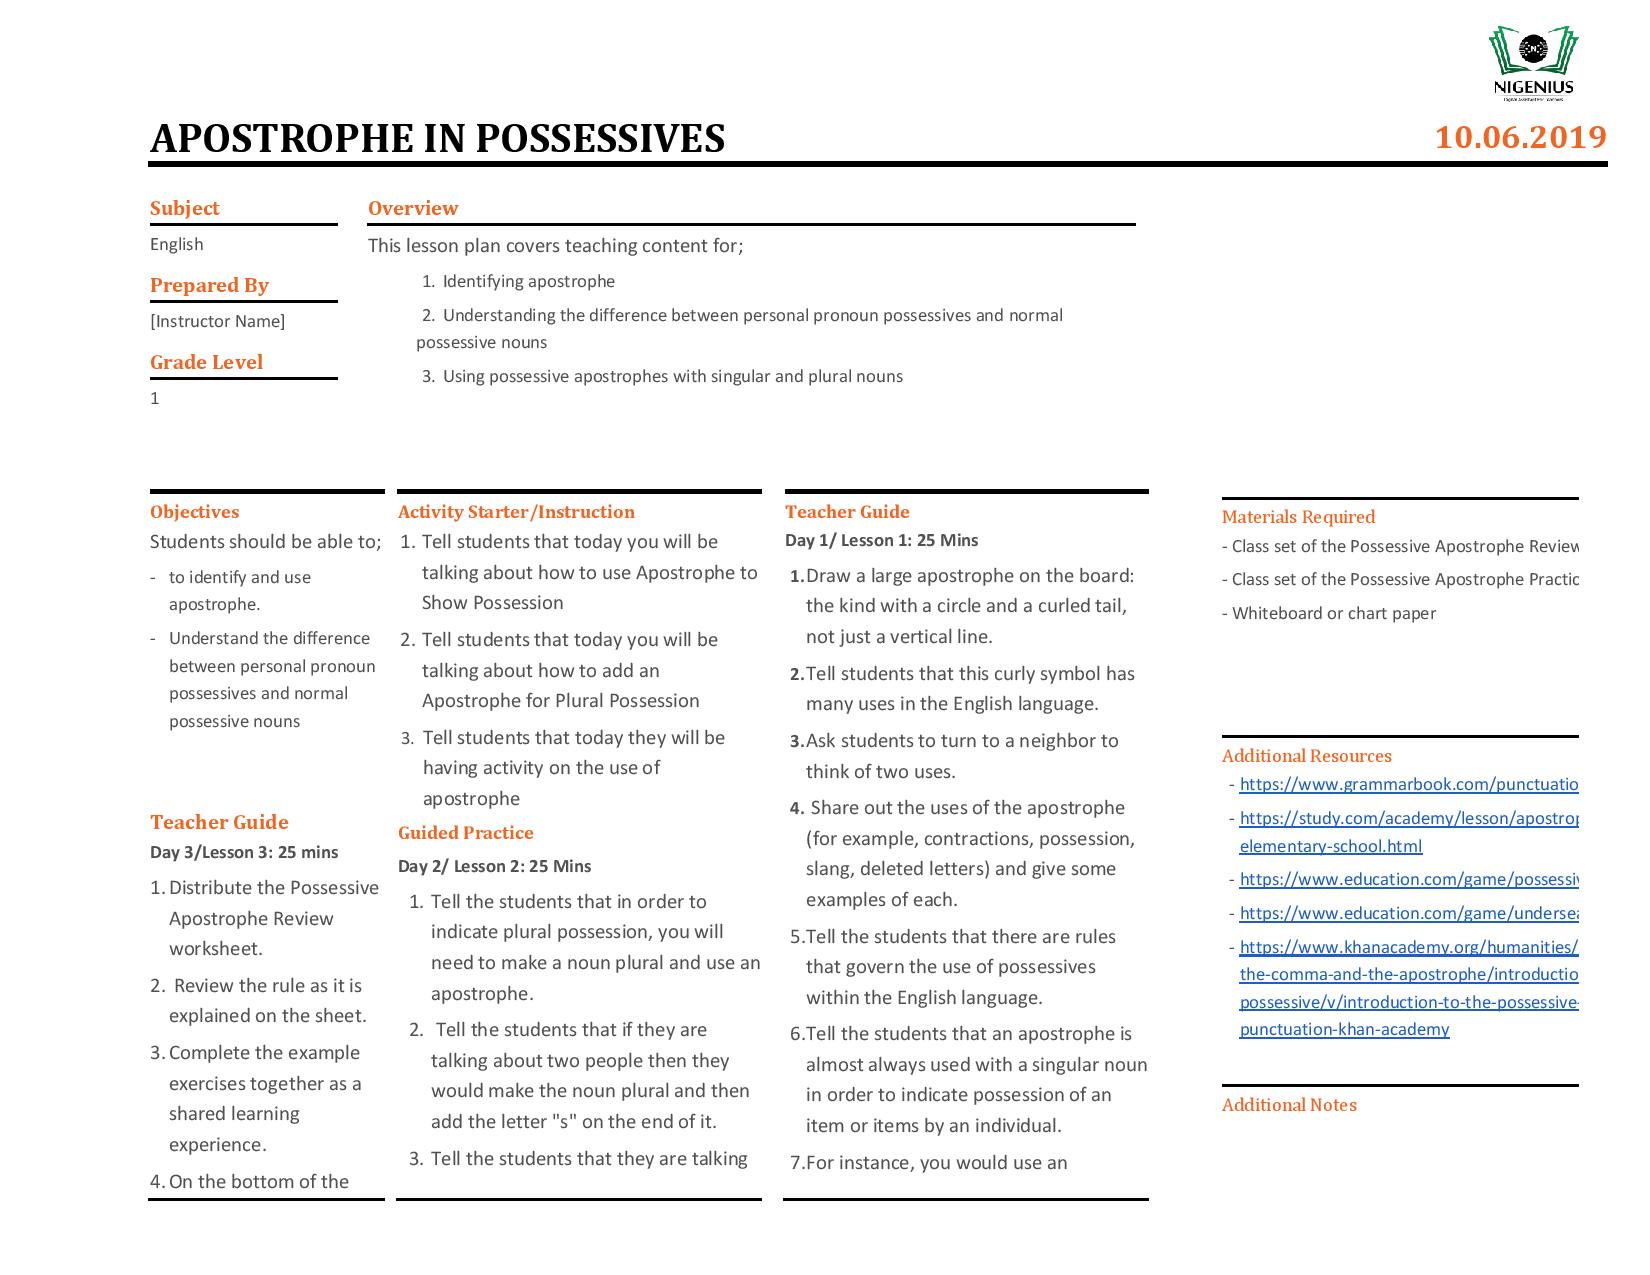 NIGENIUS
APOSTROPHE IN POSSESSIVES
10.06.2019
Subject
English
Prepared By
[Instructor Name]
Grade Level
1
Overview
This lesson plan covers teaching content for;
1. Identifying apostrophe
2. Understanding the difference between personal pronoun possessives and normal
possessive nouns
3. Using possessive apostrophes with singular and plural nouns
Objectives
Students should be able to;
- to identify and use
apostrophe.
- Understand the difference
between personal pronoun
possessives and normal
possessive nouns
Teacher Guide
Day 3/Lesson 3: 25 mins
1. Distribute the Possessive
Apostrophe Review
worksheet.
2. Review the rule as it is
explained on the sheet.
3. Complete the example
exercises together as a
shared learning
experience.
4. On the bottom of the
Activity Starter/Instruction
1. Tell students that today you will be
talking about how to use Apostrophe to
Show Possession
2. Tell students that today you will be
talking about how to add an
Apostrophe for Plural Possession
3. Tell students that today they will be
having activity on the use of
apostrophe
Guided Practice
Day 2/ Lesson 2: 25 Mins
1. Tell the students that in order to
indicate plural possession, you will
need to make a noun plural and use an
apostrophe.
2. Tell the students that if they are
talking about two people then they
would make the noun plural and then
add the letter "s" on the end of it.
3. Tell the students that they are talking
Teacher Guide
Day 1/ Lesson 1: 25 Mins
1.Draw a large apostrophe on the board:
the kind with a circle and a curled tail,
not just a vertical line.
2.Tell students that this curly symbol has
many uses in the English language.
3.Ask students to turn to a neighbor to
think of two uses.
4. Share out the uses of the apostrophe
(for example, contractions, possession,
slang, deleted letters) and give some
examples of each.
5.Tell the students that there are rules
that govern the use of possessives
within the English language.
6.Tell the students that an apostrophe is
almost always used with a singular noun
in order to indicate possession of an
item or items by an individual.
7.For instance, you would use an
Materials Required
- Class set of the Possessive Apostrophe Review
- Class set of the Possessive Apostrophe Practic
- Whiteboard or chart paper
Additional Resources
- https://www.grammarbook.com/punctuatio
- https://study.com/academy/lesson/apostrop
elementary-school.html
- https://www.education.com/game/possessiv
- https://www.education.com/game/undersea
- https://www.khanacademy.org/humanities/
the-comma-and-the-apostrophe/introductio
possessive/v/introduction-to-the-possessive-
punctuation-khan-academy
Additional Notes